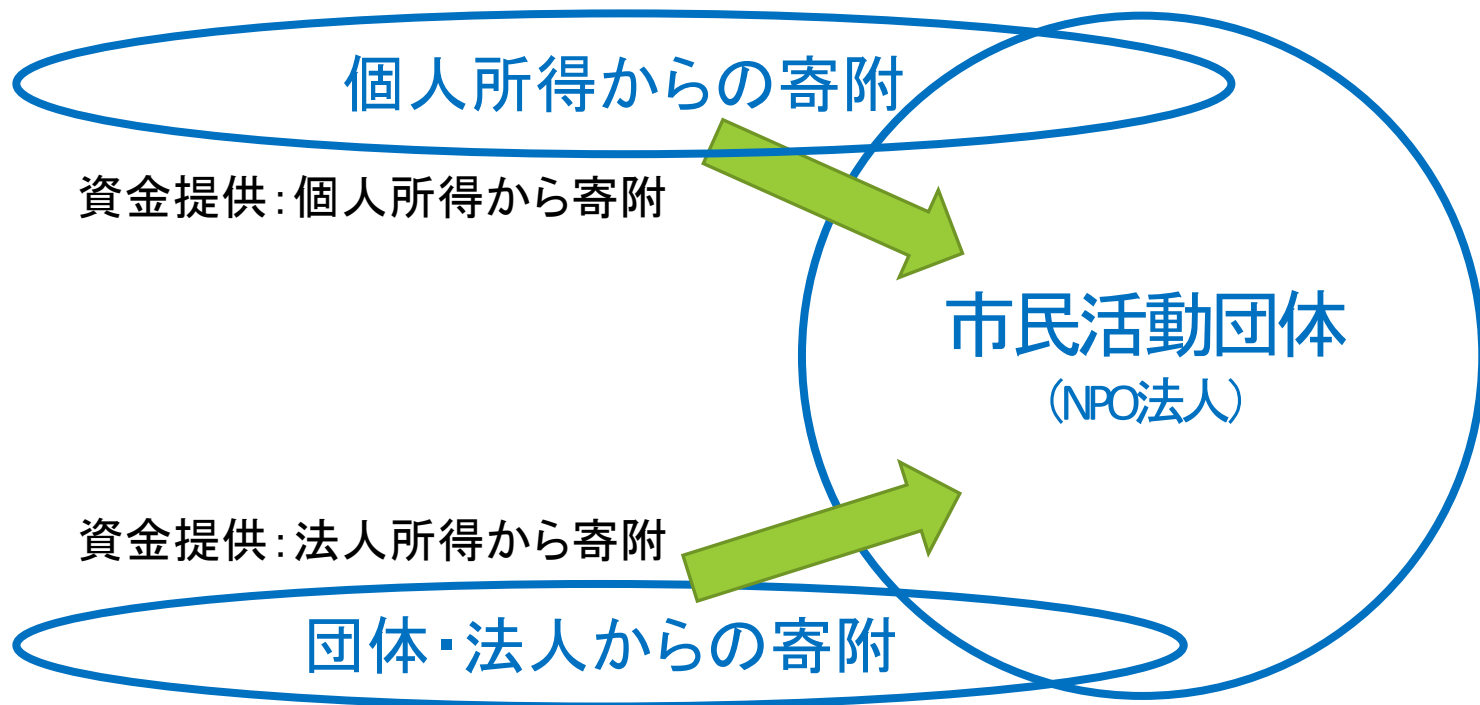 個人所得からの寄附
資金提供:個人所得から寄附
市民活動団体
(NPO法人)
資金提供:法人所得から寄附
団体・法人からの寄附